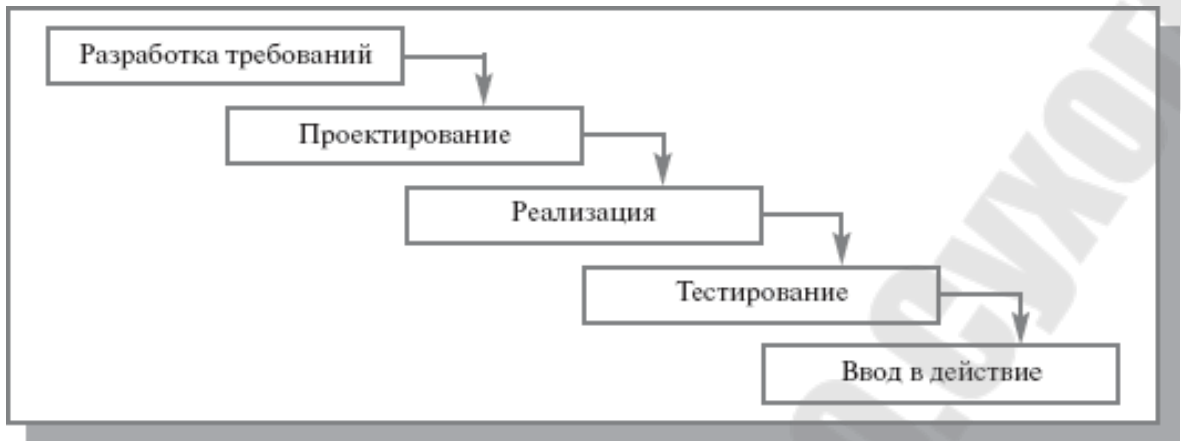 Разработка требований
Проектирование
Реализация
Тестирование
Ввод в действие